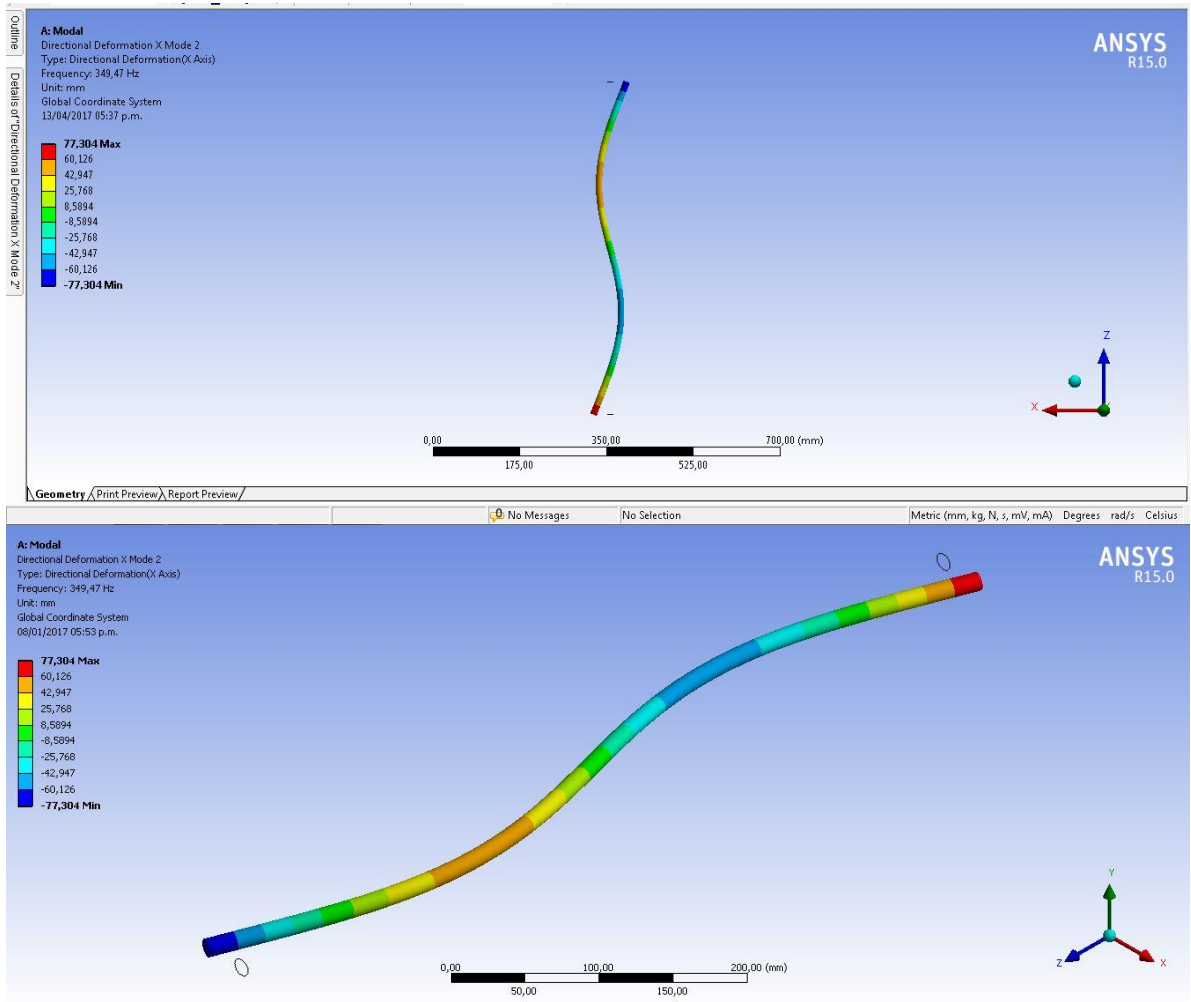 Outline
Details of "Directional Deformation X Mode 2"
A: Modal
Directional Deformation X Mode 2
Type: Directional Deformation(X Axis)
Frequency: 349,47 Hz
Unit: mm
Global Coordinate System
13/04/2017 05:37 p.m.
77,304 Max
60,126
42,947
25,768
8,5894
-8,5894
-25,768
-42,947
-60,126
-77,304 Min
ANSYS
R15.0
Z
X
0,00 350,00 700,00 (mm)
175,00 525,00
Geometry Print Preview Report Preview
No Messages No Selection Metric (mm, kg, N, s, mV, mA) Degrees rad/s Celsius
A: Modal
Directional Deformation X Mode 2
Type: Directional Deformation(X Axis)
Frequency: 349,47 Hz
Unit: mm
Global Coordinate System
08/01/2017 05:53 p.m.
77,304 Max
60,126
42,947
25,768
8,5894
-8,5894
-25,768
-42,947
-60,126
-77,304 Min
ANSYS
R15.0
Y
Z
X
0,00 100,00 200,00 (mm)
50,00 150,00